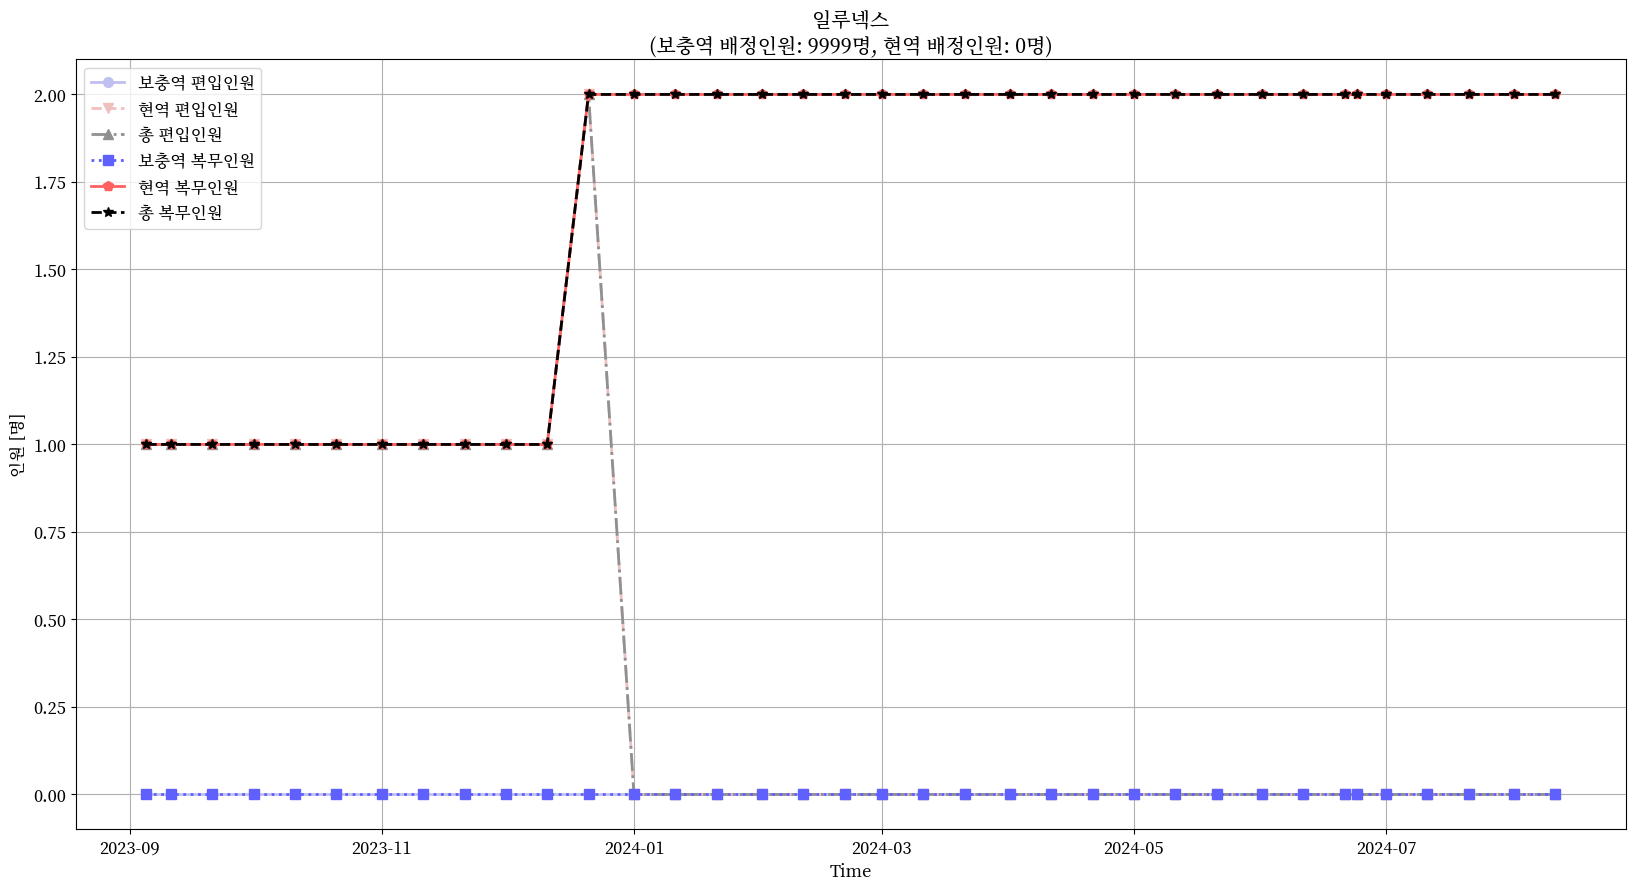 일루넥스
(보충역 배정인원: 9999명, 현역 배정인원: 0명)
보충역 편입인원
현역 편입인원
총 편입인원
보충역 복무인원
현역 복무인원
총 복무인원
2.00
1.75
1.50
1.25
1.00
0.75
0.50
0.25
0.00
인원 [명]
2023-09
2023-11
2024-01
2024-03
2024-05
2024-07
Time